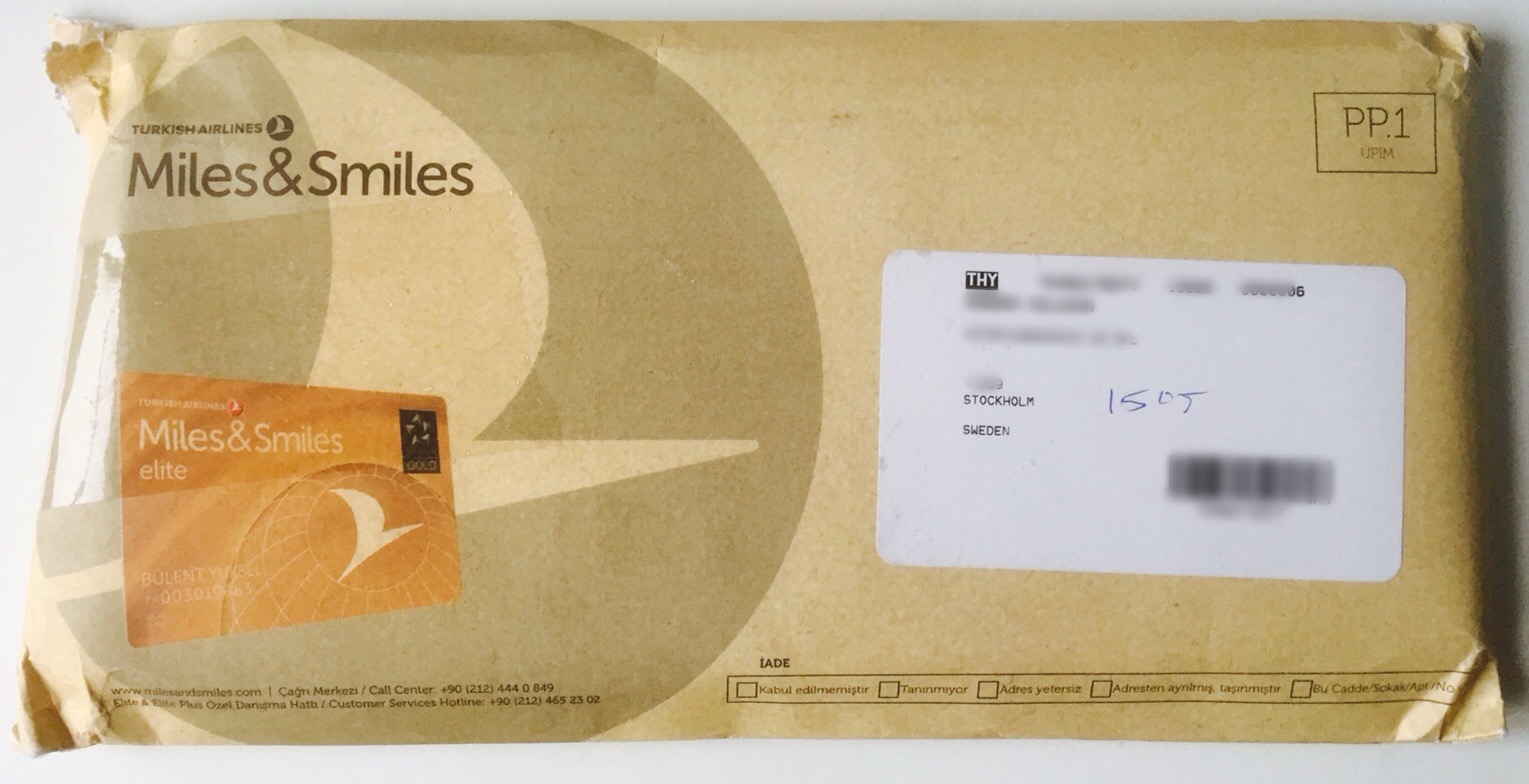 TURKISH AIRLINES
Miles&Smiles
PP.1
UPİM
THY 6
9
STOCKHOLM
1505
SWEDEN
TURKISH AIRLINES
Miles&Smiles
elite
GOLD
BÜLENT
www.milesandsmiles.com | Çağrı Merkezi / Call Center: +90 (212) 444 0 849
Elite & Elite Plus Özel Danışma Hattı / Customer Services Hotline: +90 (212) 465 23 02
İADE
Kabul edilmemiştir Tanınmıyor Adres yetersiz Adresten ayrılmış, taşınmıştır Bu Cadde/Sokak/Apt/No